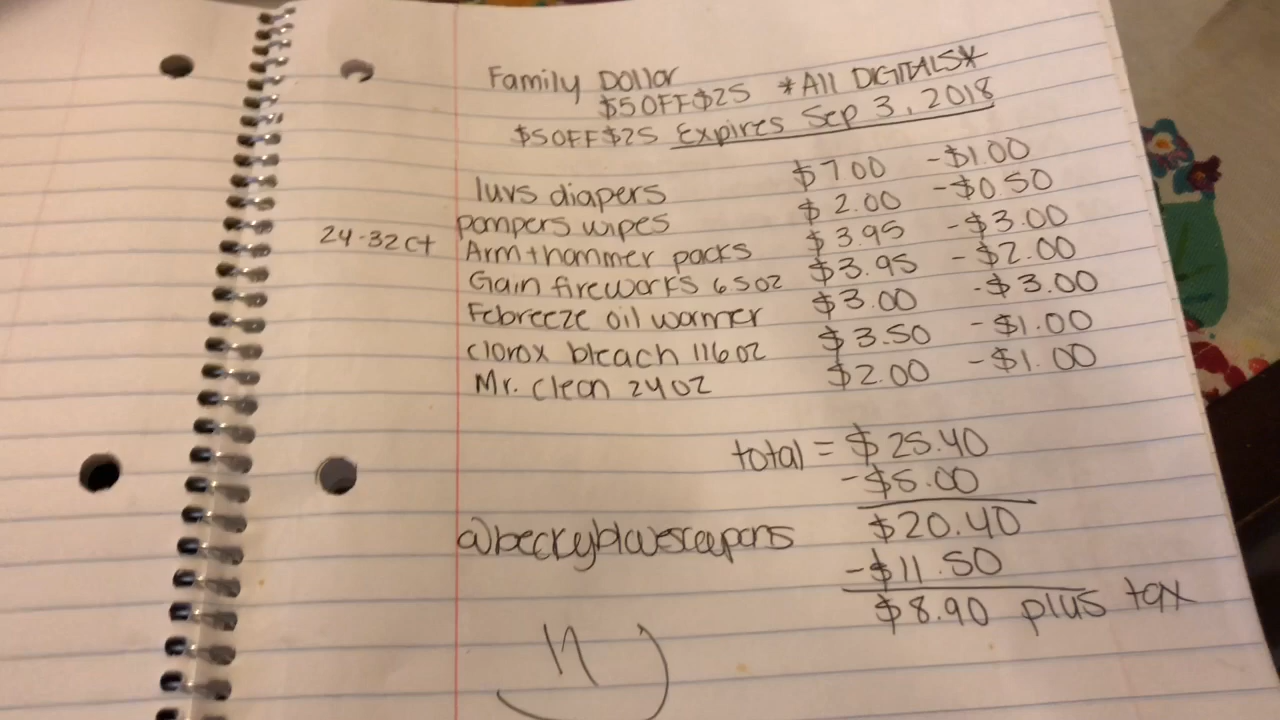 Family Dollar
$5OFF$25 *All DIGITALS*
$5OFF$25 Expires Sep 3, 2018
luvs diapers $7.00 -$1.00
pampers wipes $2.00 -$0.50
24-32ct Arm+hammer packs $3.95 -$3.00
Gain fireworks 6.5oz $3.95 -$2.00
Febreeze oil warmer $3.00 -$3.00
clorox bleach 116oz $3.50 -$1.00
Mr. clean 24oz $2.00 -$1.00
total = $25.40
-$5.00
$20.40
-$11.50
$8.90 plus tax